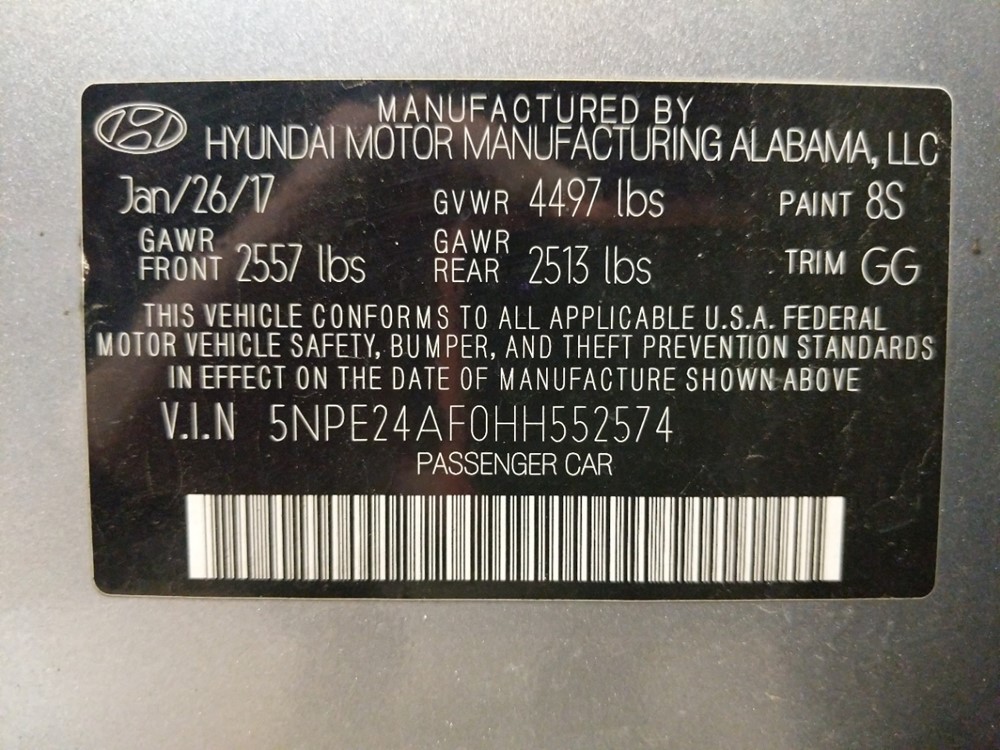 MANUFACTURED BY
HYUNDAI MOTOR MANUFACTURING ALABAMA, LLC
Jan/26/17 GVWR 4497 lbs PAINT 8S
GAWR FRONT 2557 lbs GAWR REAR 2513 lbs TRIM GG
THIS VEHICLE CONFORMS TO ALL APPLICABLE U.S.A. FEDERAL
MOTOR VEHICLE SAFETY, BUMPER, AND THEFT PREVENTION STANDARDS
IN EFFECT ON THE DATE OF MANUFACTURE SHOWN ABOVE
V.I.N 5NPE24AF0HH552574
PASSENGER CAR